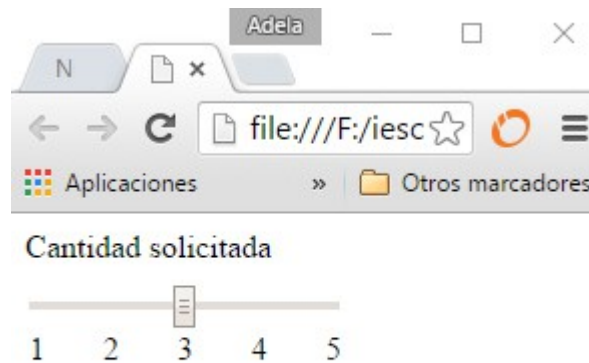 Adela
N
file:///F:/iesc
Aplicaciones » Otros marcadores
Cantidad solicitada
1 2 3 4 5